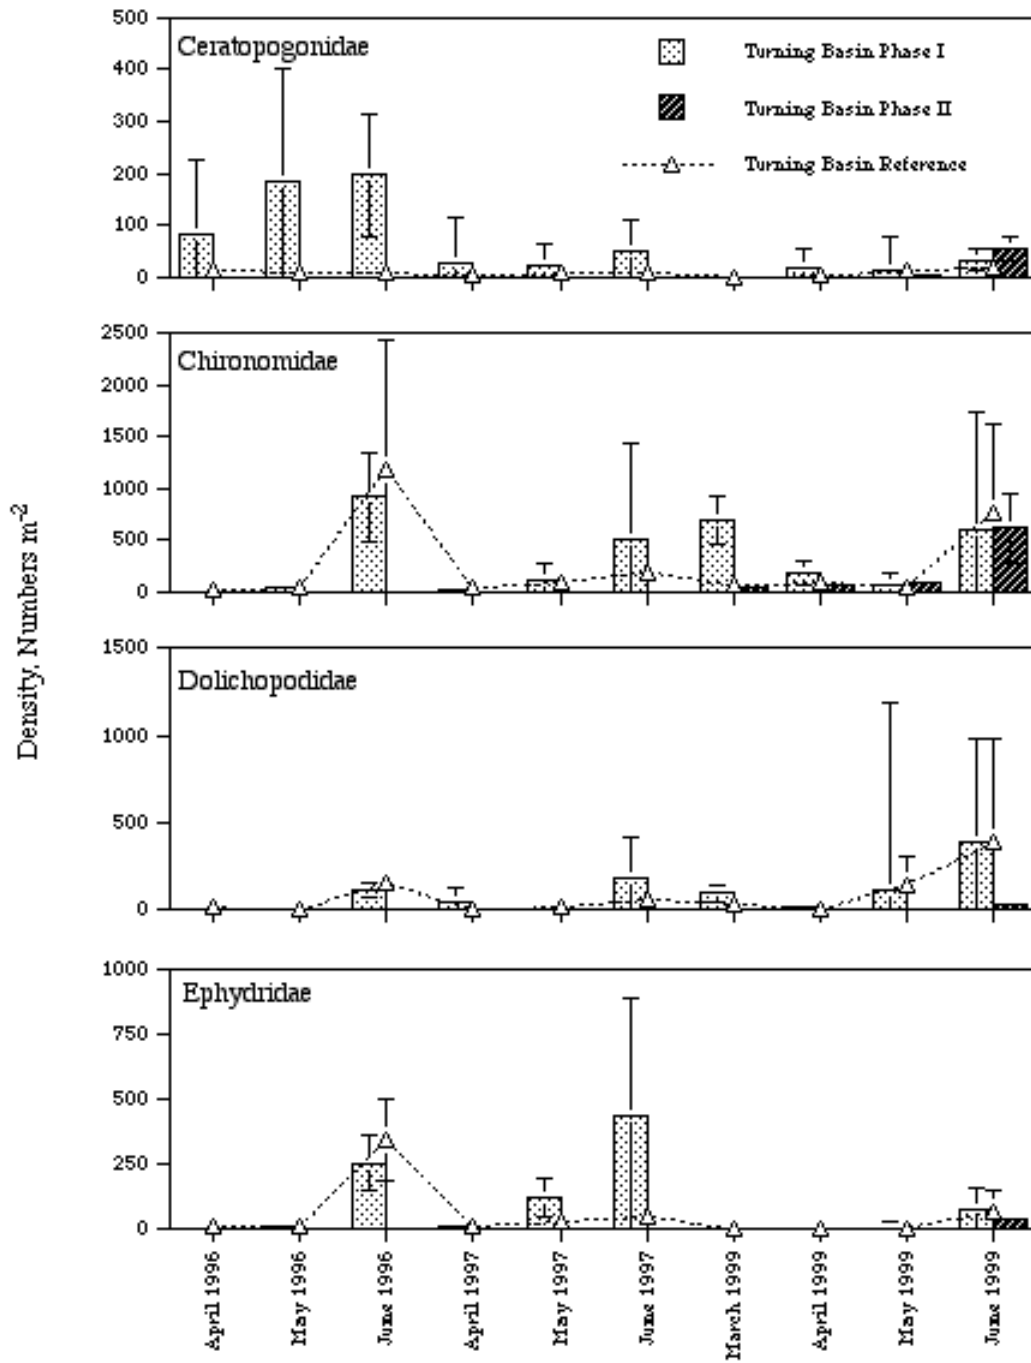 Density, Numbers m-2
500
400
300
200
100
0
Ceratopogonidae
Turning Basin Phase I
Turning Basin Phase II
Turning Basin Reference
2500
2000
1500
1000
500
0
Chironomidae
1500
1000
500
0
Dolichopodidae
1000
750
500
250
0
Ephydridae
April 1996
May 1996
June 1996
April 1997
May 1997
June 1997
March 1999
April 1999
May 1999
June 1999